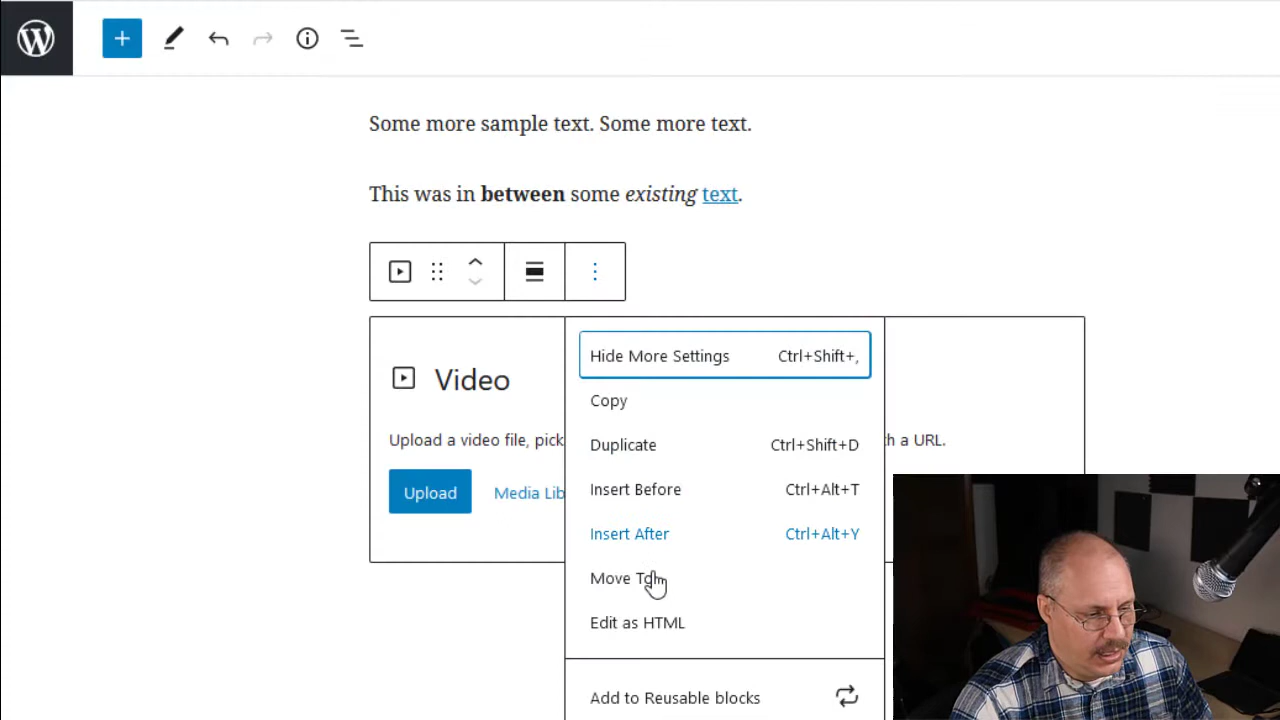 Some more sample text. Some more text.
This was in between some existing text.
Hide More Settings Ctrl+Shift+,
Copy
Video
Upload a video file, pick
h a URL.
Duplicate Ctrl+Shift+D
Upload
Media Lib
Insert Before Ctrl+Alt+T
Insert After Ctrl+Alt+Y
Move To
Edit as HTML
Add to Reusable blocks